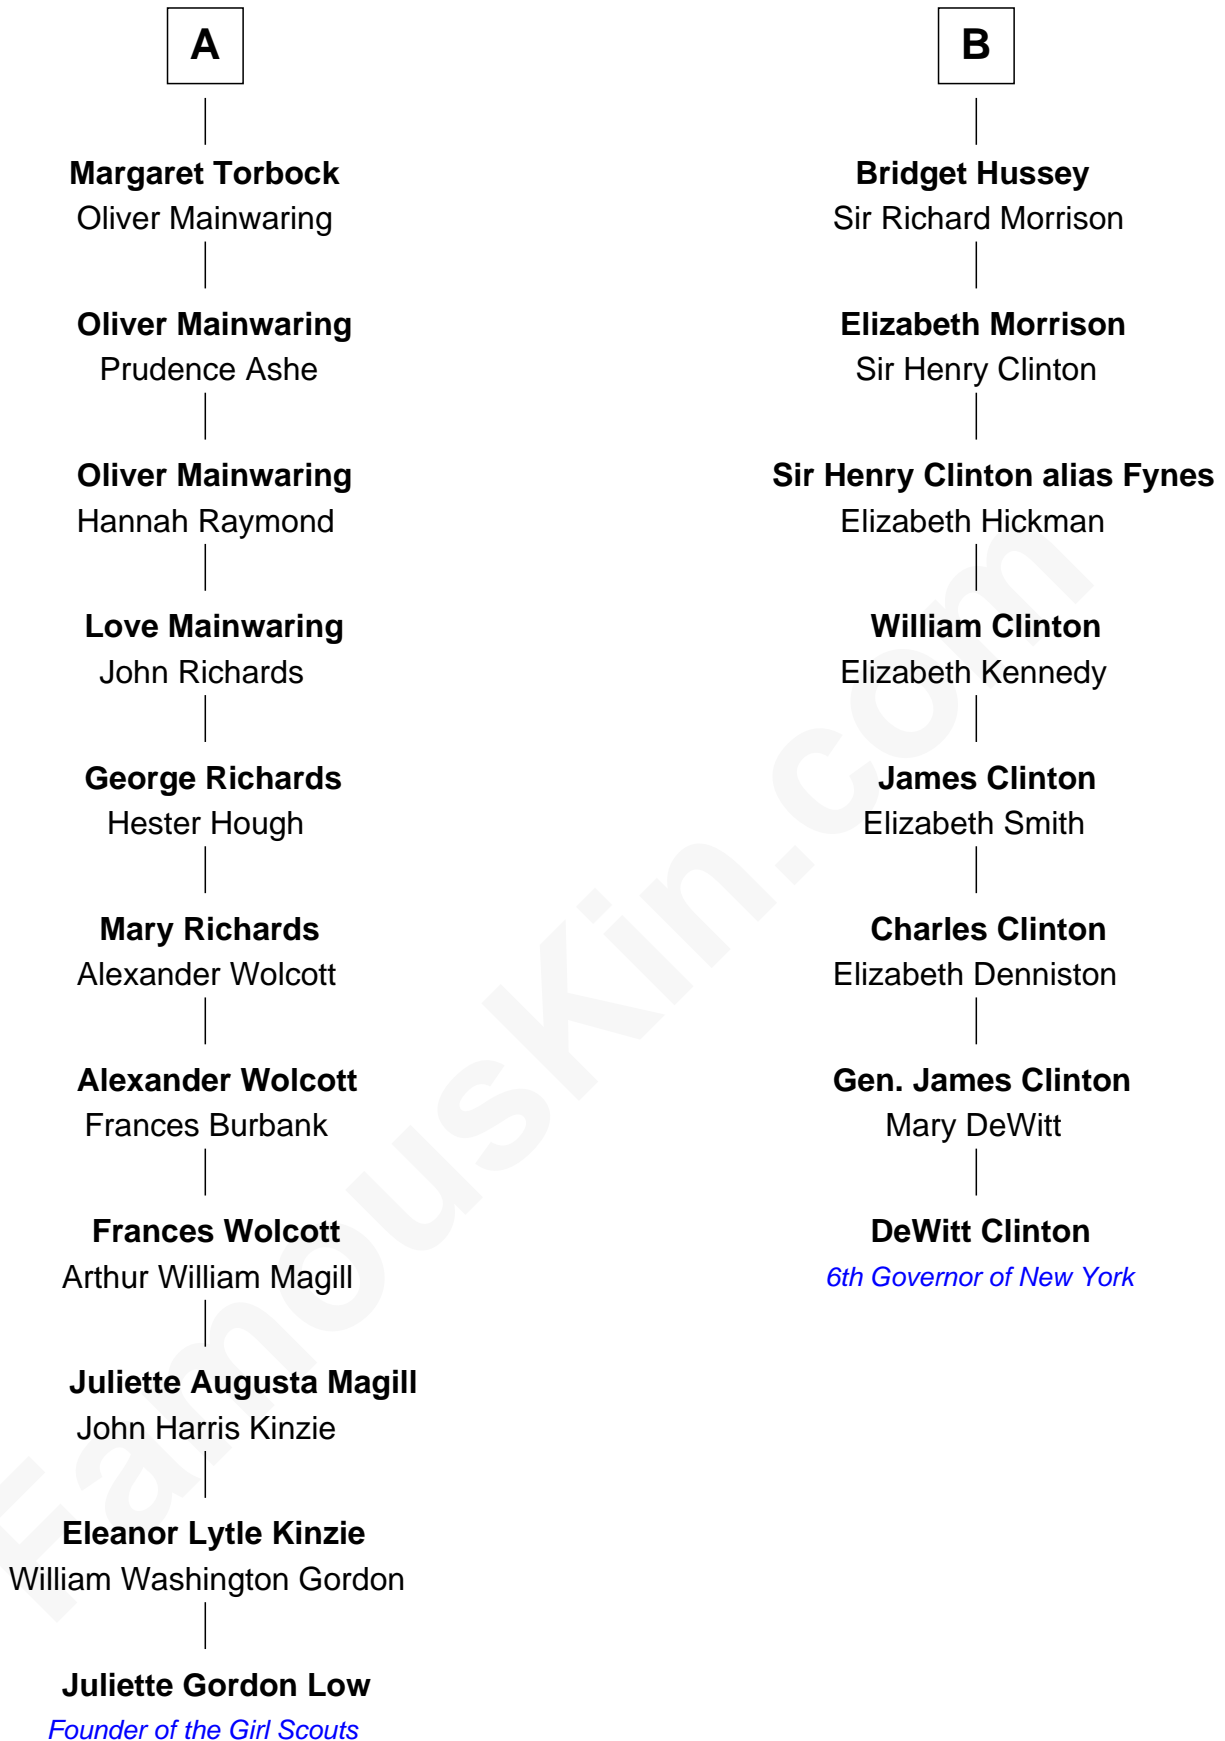 A
Margaret Torbock
Oliver Mainwaring
Oliver Mainwaring
Prudence Ashe
Oliver Mainwaring
Hannah Raymond
Love Mainwaring
John Richards
George Richards
Hester Hough
Mary Richards
Alexander Wolcott
Alexander Wolcott
Frances Burbank
Frances Wolcott
Arthur William Magill
Juliette Augusta Magill
John Harris Kinzie
Eleanor Lytle Kinzie
William Washington Gordon
Juliette Gordon Low
Founder of the Girl Scouts
B
Bridget Hussey
Sir Richard Morrison
Elizabeth Morrison
Sir Henry Clinton
Sir Henry Clinton alias Fynes
Elizabeth Hickman
William Clinton
Elizabeth Kennedy
James Clinton
Elizabeth Smith
Charles Clinton
Elizabeth Denniston
Gen. James Clinton
Mary DeWitt
DeWitt Clinton
6th Governor of New York
FamousKin.com